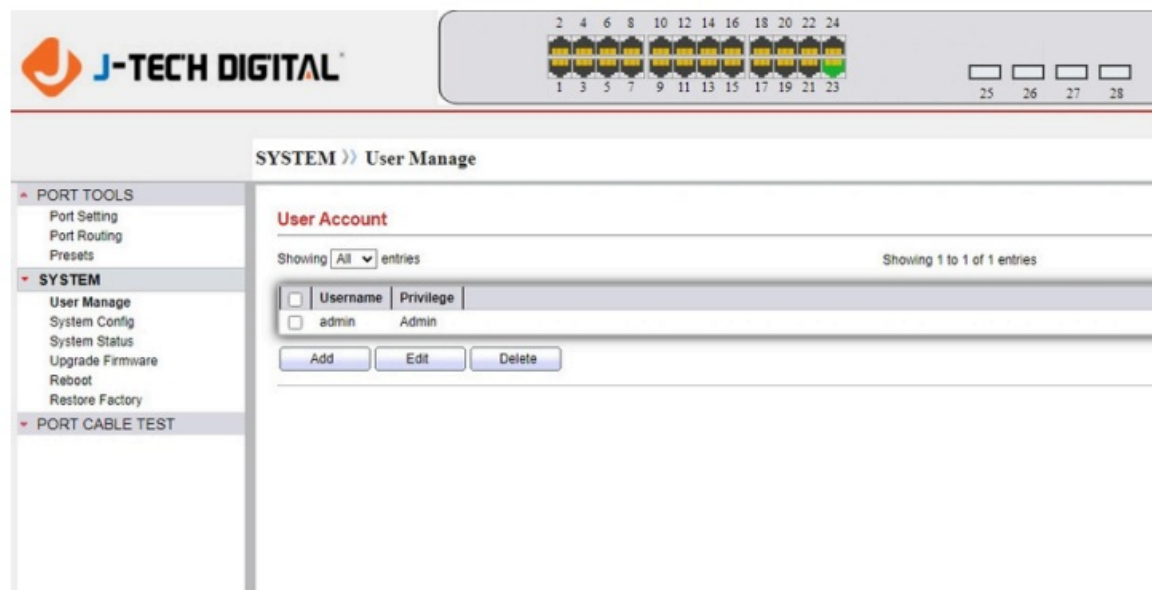 2 4 6 8 10 12 14 16 18 20 22 24
J-TECH DIGITAL
1 3 5 7 9 11 13 15 17 19 21 23
25 26 27 28
SYSTEM » User Manage
PORT TOOLS
Port Setting
Port Routing
Presets
SYSTEM
User Manage
System Config
System Status
Upgrade Firmware
Reboot
Restore Factory
PORT CABLE TEST
User Account
Showing All entries
Showing 1 to 1 of 1 entries
Username Privilege
admin Admin
Add Edit Delete